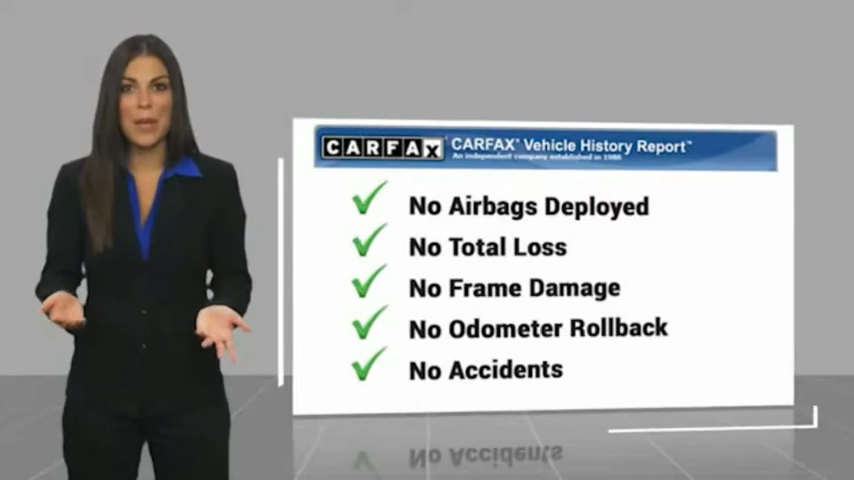 CARFAX CARFAX® Vehicle History Report™
An independent company established in 1986
No Airbags Deployed
No Total Loss
No Frame Damage
No Odometer Rollback
No Accidents
No Accidents